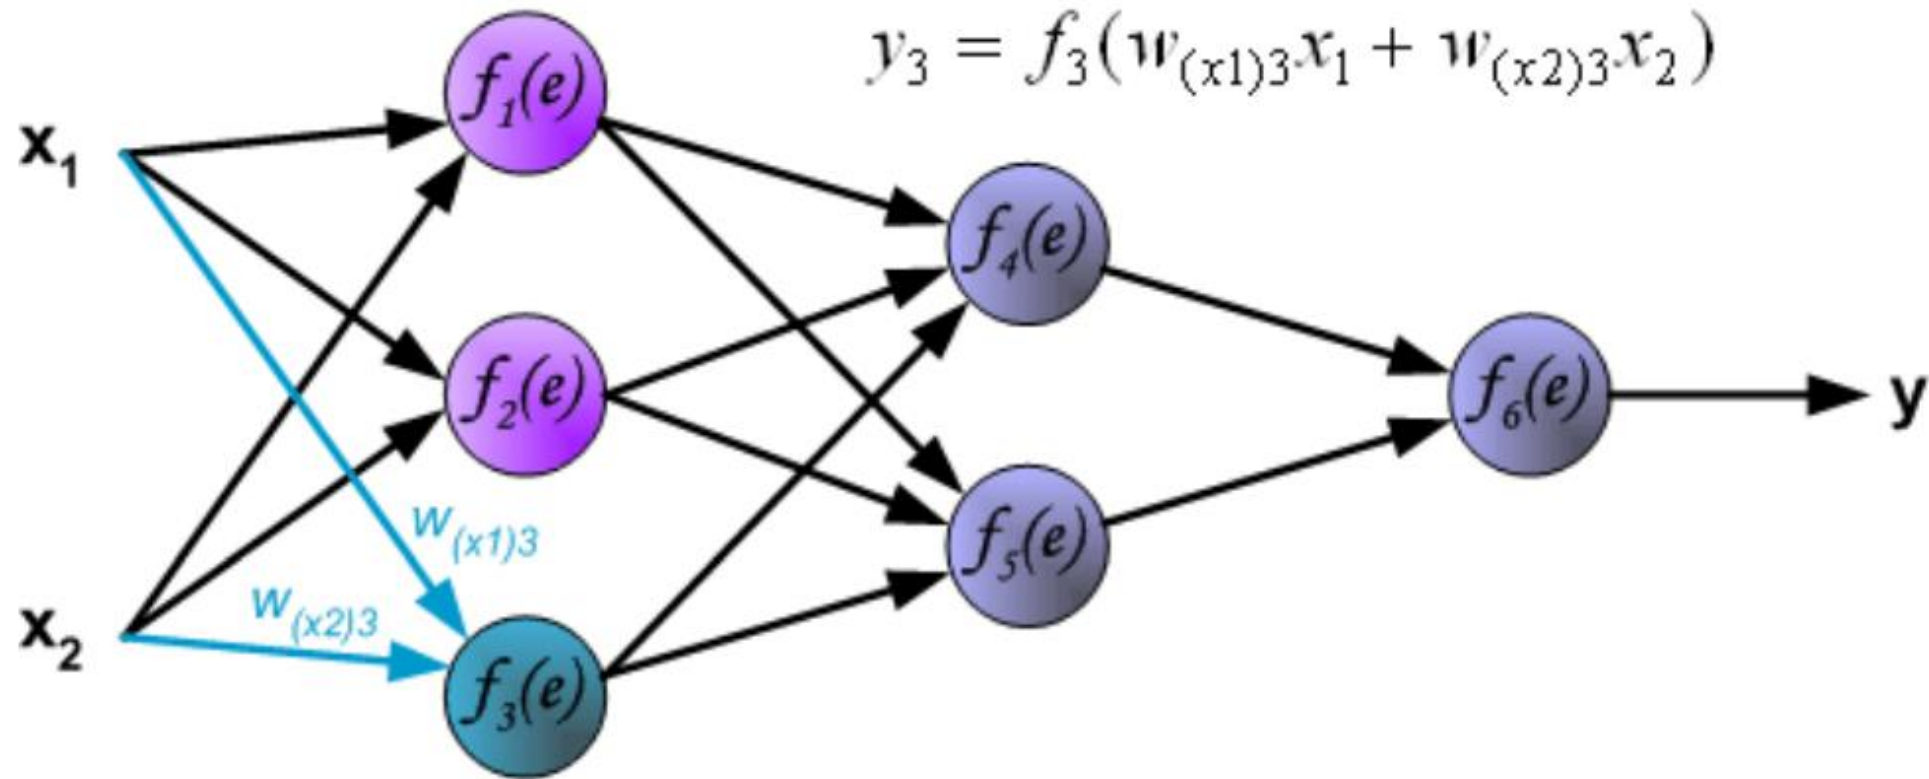 y₃ = f₃(w₍ₓ₁₎₃x₁ + w₍ₓ₂₎₃x₂)
f₁(e)
x₁
f₄(e)
f₂(e)
f₆(e)
y
w₍ₓ₁₎₃
f₅(e)
w₍ₓ₂₎₃
x₂
f₃(e)